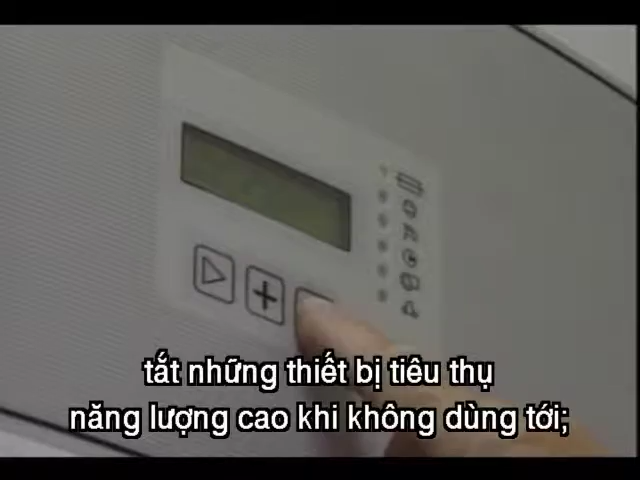 +
tắt những thiết bị tiêu thụ
năng lượng cao khi không dùng tới;